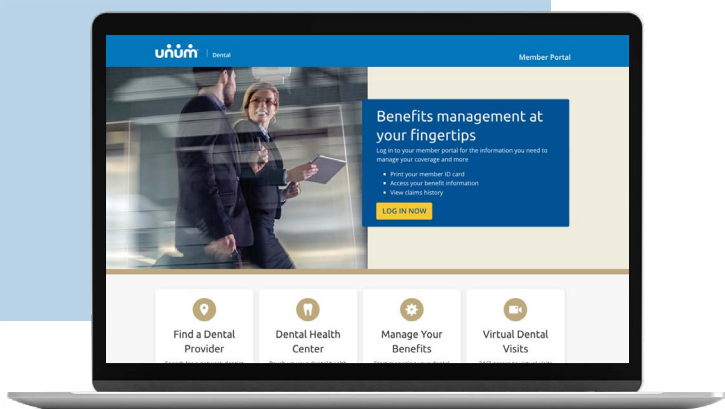 unum
Dental
Member Portal
Benefits management at
your fingertips
Log in to your member portal for the information you need to
manage your coverage and more
Print your member ID card
Access your benefit information
View claims history
LOG IN NOW
Find a Dental
Provider
Dental Health
Center
Manage Your
Benefits
Virtual Dental
Visits